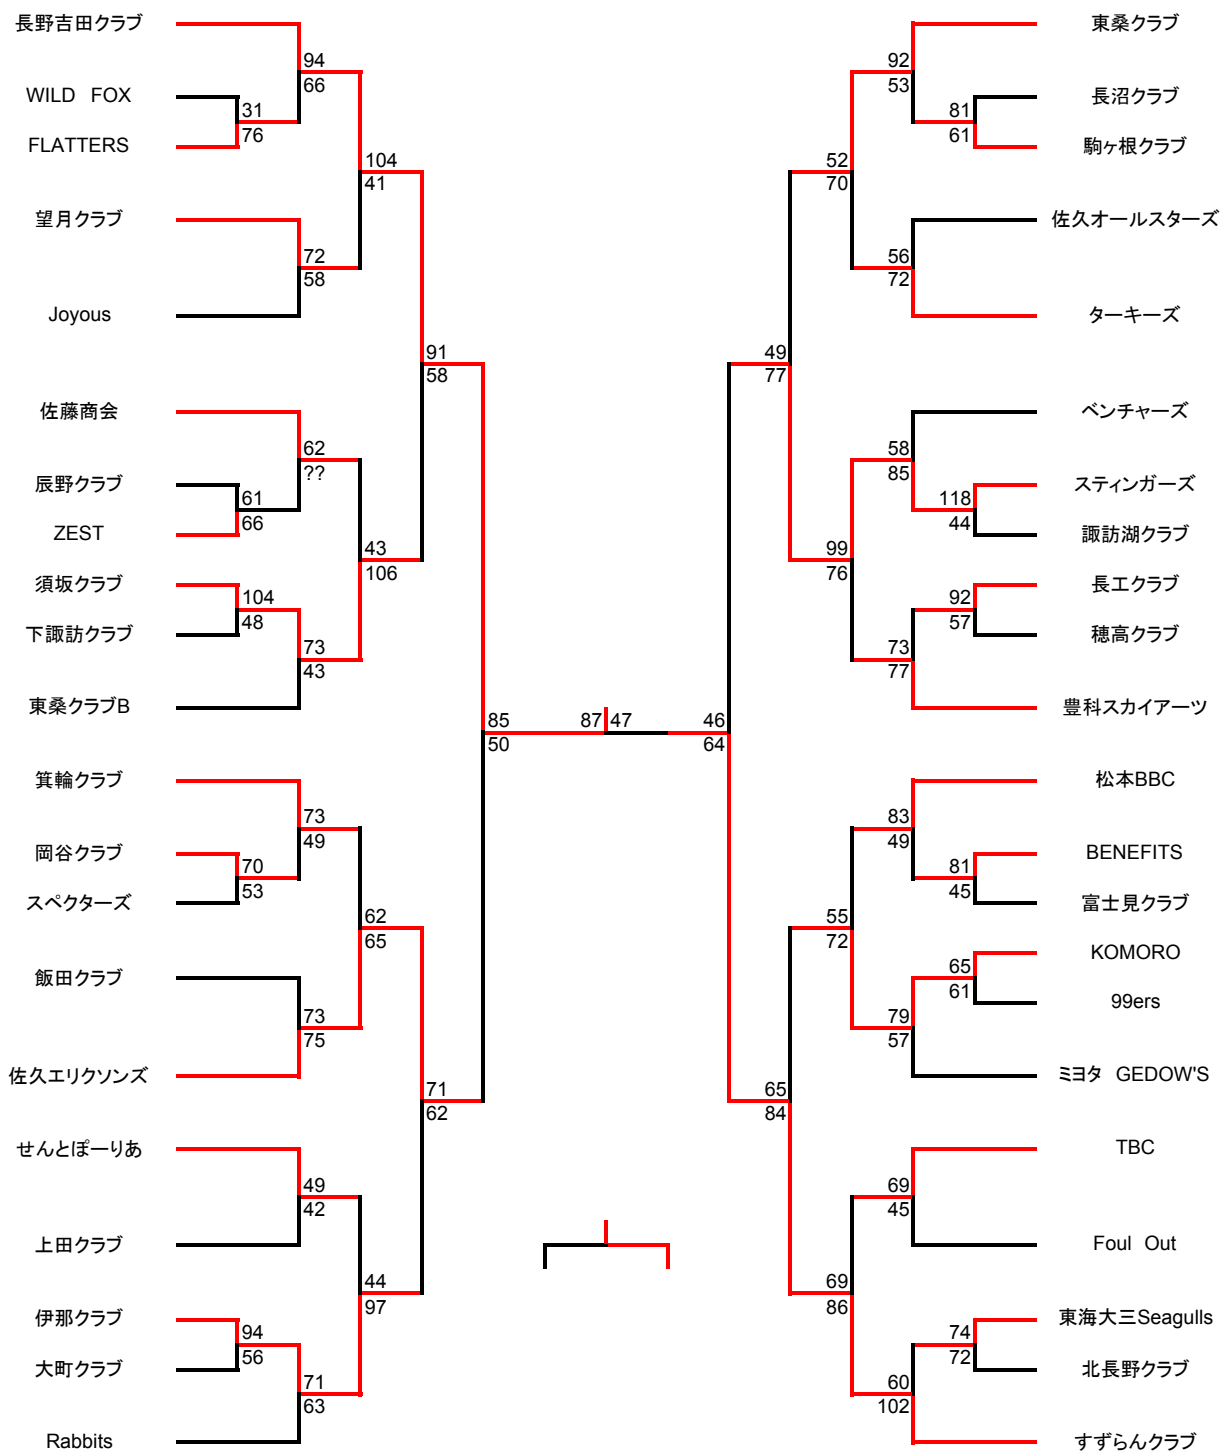 長野吉田クラブ
94
66
WILD FOX
31
76
FLATTERS
104
41
望月クラブ
72
58
Joyous
91
58
佐藤商会
62
??
辰野クラブ
61
66
ZEST
43
106
須坂クラブ
104
48
下諏訪クラブ
73
43
東桑クラブB
85
50
箕輪クラブ
73
49
岡谷クラブ
70
53
スペクターズ
62
65
飯田クラブ
73
75
佐久エリクソンズ
71
62
せんとぽーりあ
49
42
上田クラブ
44
97
伊那クラブ
94
56
大町クラブ
71
63
Rabbits
87 47
東桑クラブ
92
53
長沼クラブ
81
61
駒ヶ根クラブ
52
70
佐久オールスターズ
56
72
ターキーズ
49
77
ベンチャーズ
58
85
スティンガーズ
118
44
諏訪湖クラブ
99
76
長工クラブ
92
57
穂高クラブ
73
77
豊科スカイアーツ
46
64
松本BBC
83
49
BENEFITS
81
45
富士見クラブ
55
72
KOMORO
65
61
99ers
79
57
ミヨタ GEDOW'S
65
84
TBC
69
45
Foul Out
69
86
東海大三Seagulls
74
72
北長野クラブ
60
102
すずらんクラブ